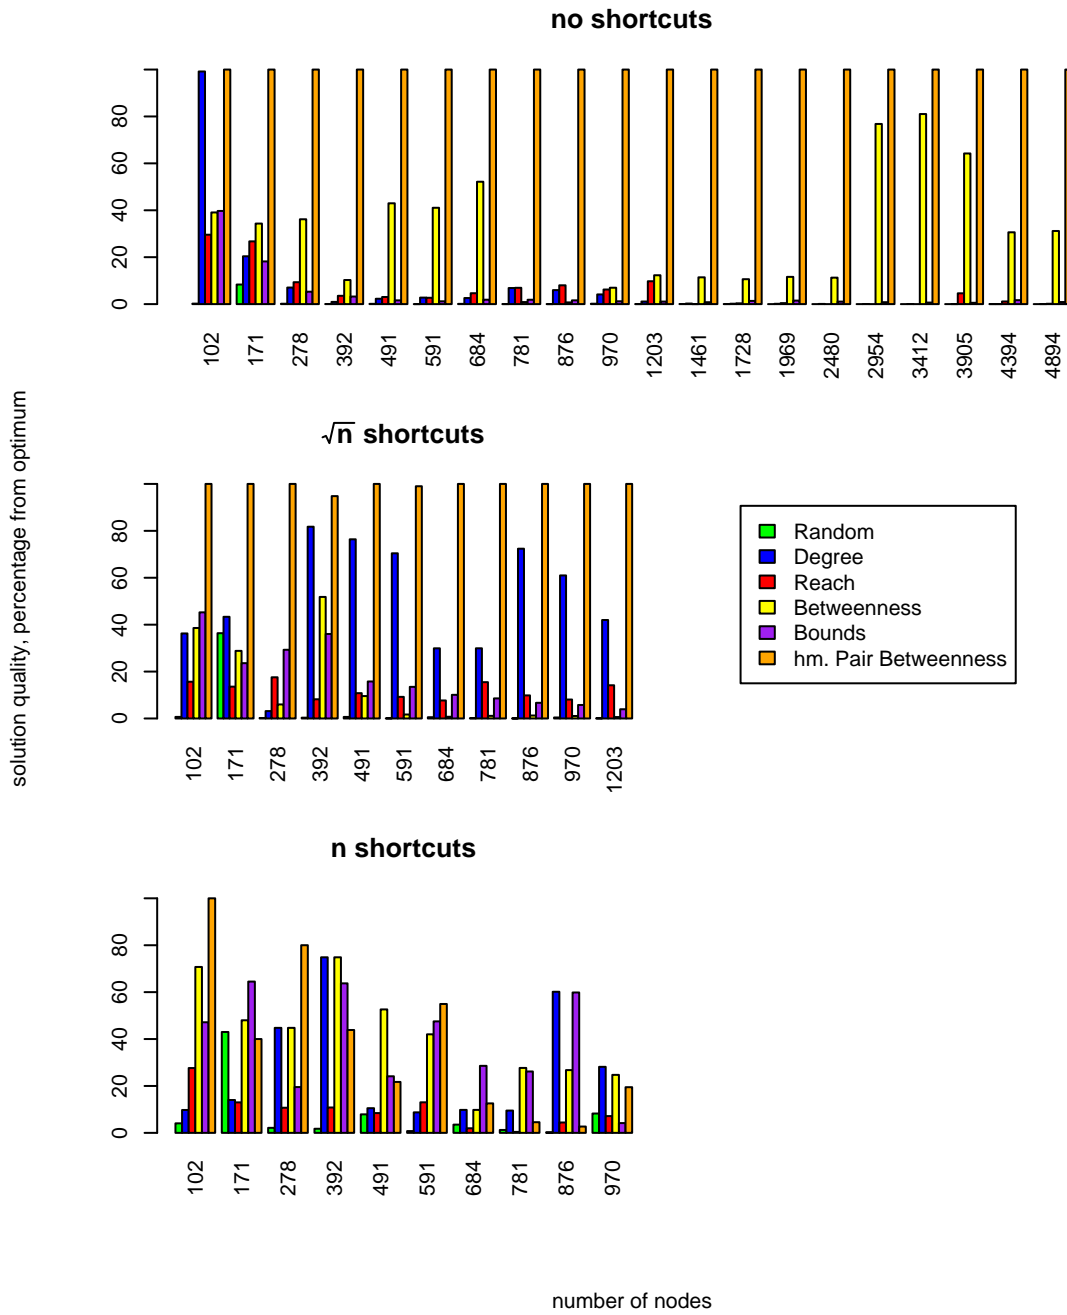 no shortcuts
80
60
40
20
0
102 171 278 392 491 591 684 781 876 970 1203 1461 1728 1969 2480 2954 3412 3905 4394 4894
solution quality, percentage from optimum
√n shortcuts
80
60
40
20
0
102 171 278 392 491 591 684 781 876 970 1203
Random
Degree
Reach
Betweenness
Bounds
hm. Pair Betweenness
n shortcuts
80
60
40
20
0
102 171 278 392 491 591 684 781 876 970
number of nodes